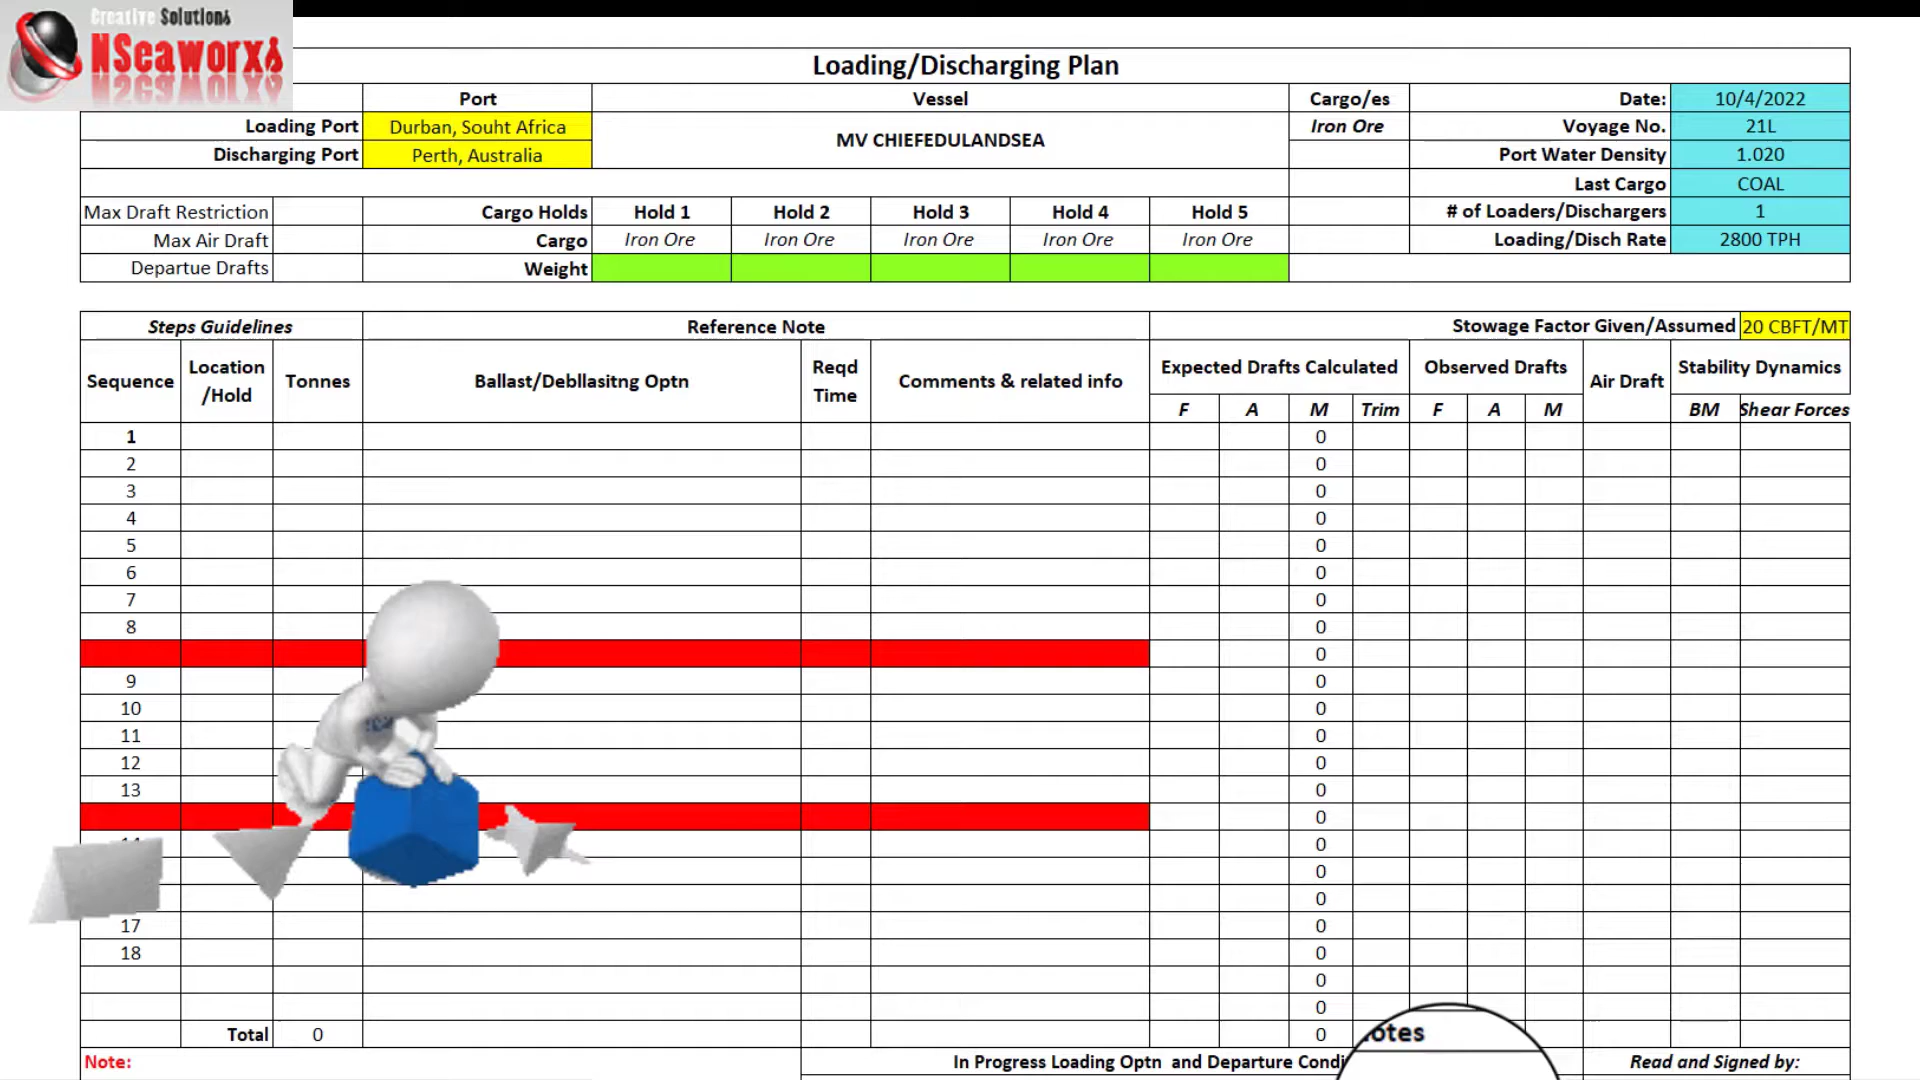 Creative Solutions
NSeaworxs
Loading/Discharging Plan
Port Vessel Cargo/es Date: 10/4/2022
Loading Port Durban, Souht Africa MV CHIEFEDULANDSEA Iron Ore Voyage No. 21L
Discharging Port Perth, Australia Port Water Density 1.020
Last Cargo COAL
Max Draft Restriction Cargo Holds Hold 1 Hold 2 Hold 3 Hold 4 Hold 5 # of Loaders/Dischargers 1
Max Air Draft Cargo Iron Ore Iron Ore Iron Ore Iron Ore Iron Ore Loading/Disch Rate 2800 TPH
Departue Drafts Weight
Steps Guidelines Reference Note Stowage Factor Given/Assumed 20 CBFT/MT
Sequence Location /Hold Tonnes Ballast/Debllasitng Optn Reqd Time Comments & related info Expected Drafts Calculated Observed Drafts Air Draft Stability Dynamics
F A M Trim F A M BM Shear Forces
1 0
2 0
3 0
4 0
5 0
6 0
7 0
8 0
0
9 0
10 0
11 0
12 0
13 0
0
0
0
0
17 0
18 0
0
0
Total 0 0
otes
Note: In Progress Loading Optn and Departure Condi Read and Signed by: